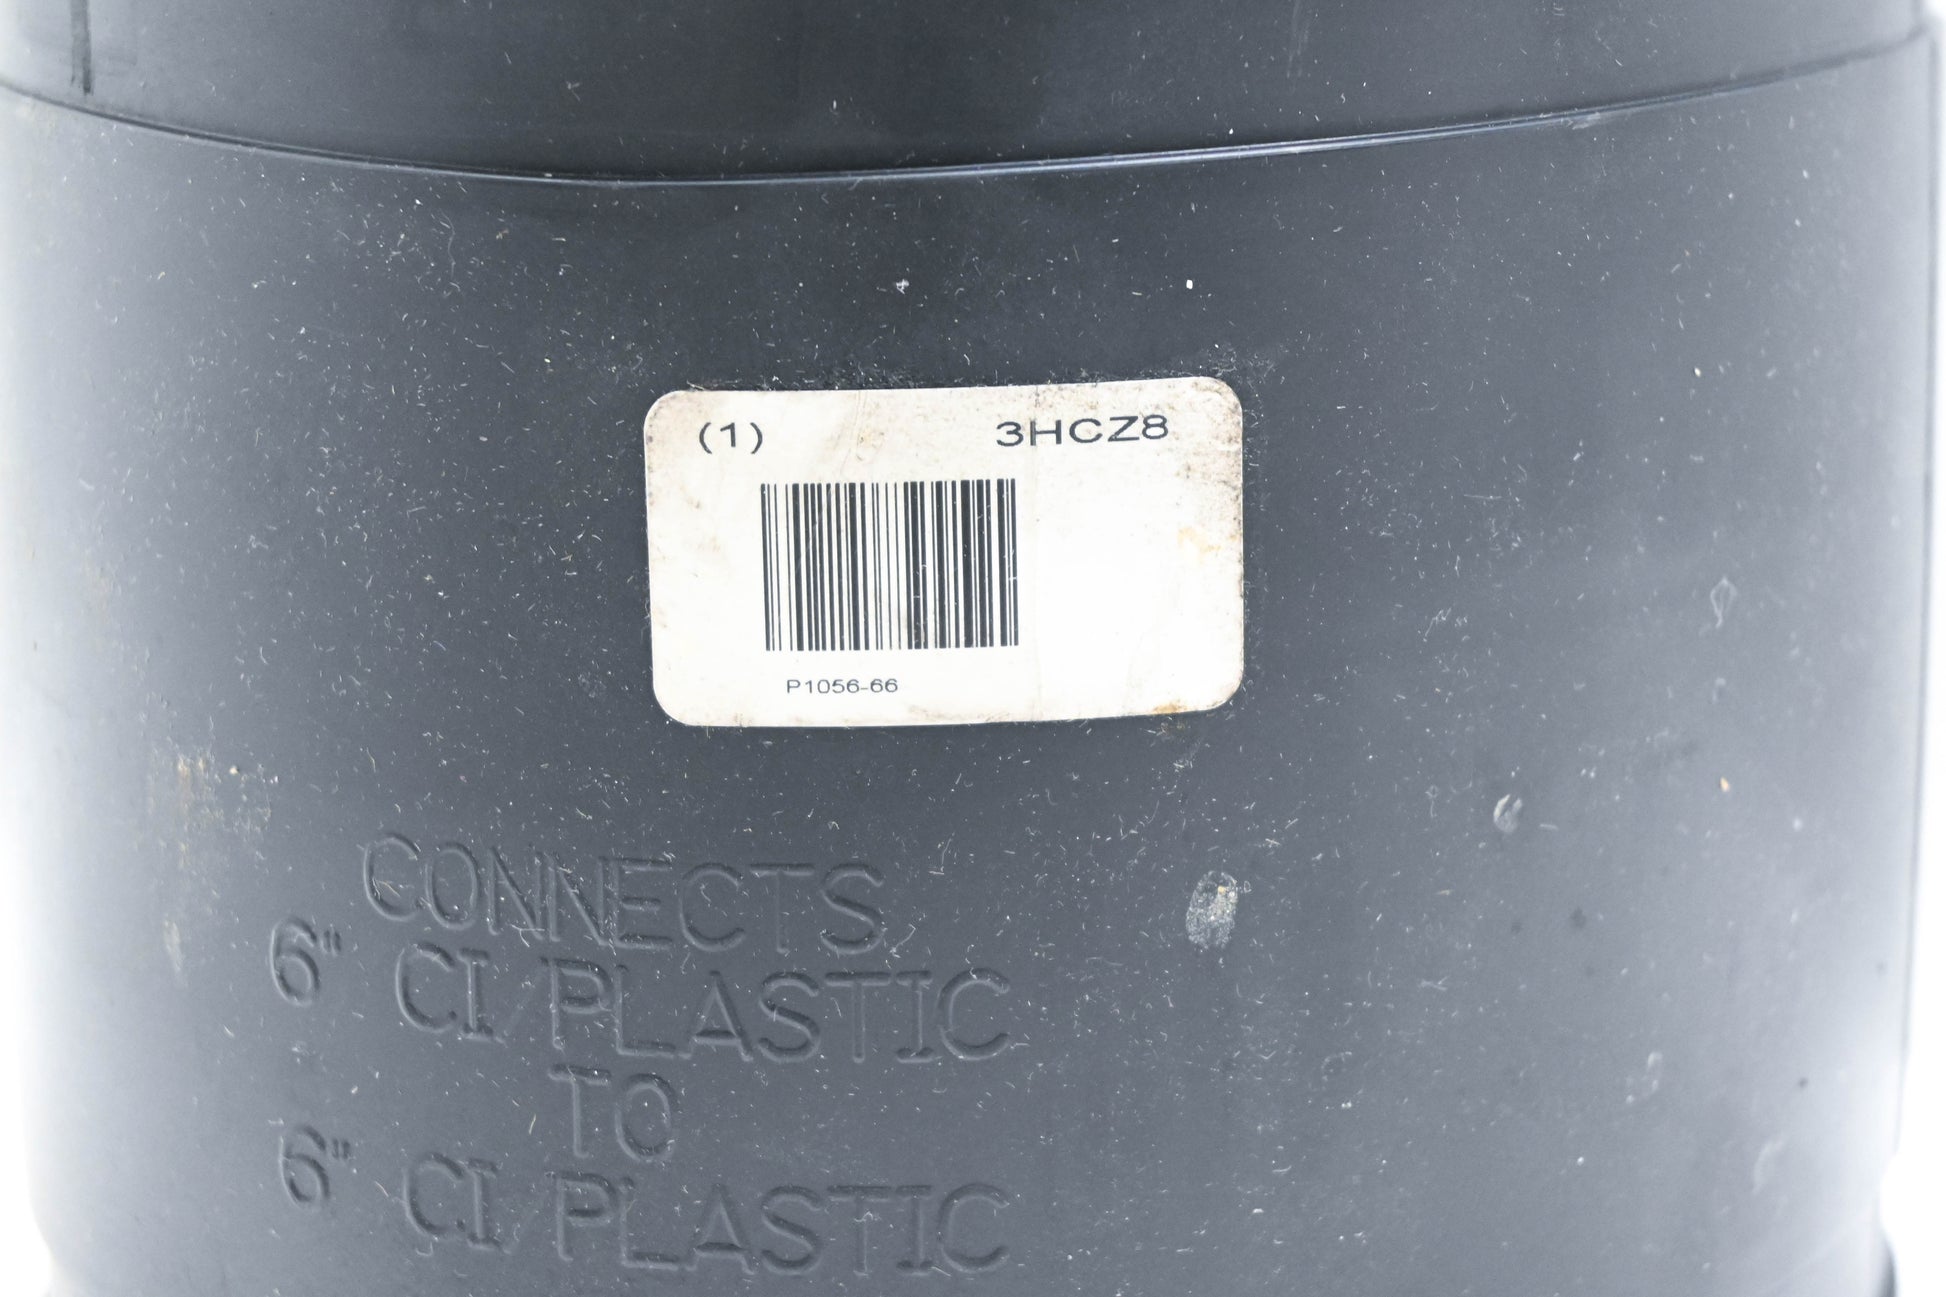 (1) 3HCZ8
P1056-66
CONNECTS
6" CI/PLASTIC
TO
6" CI/PLASTIC